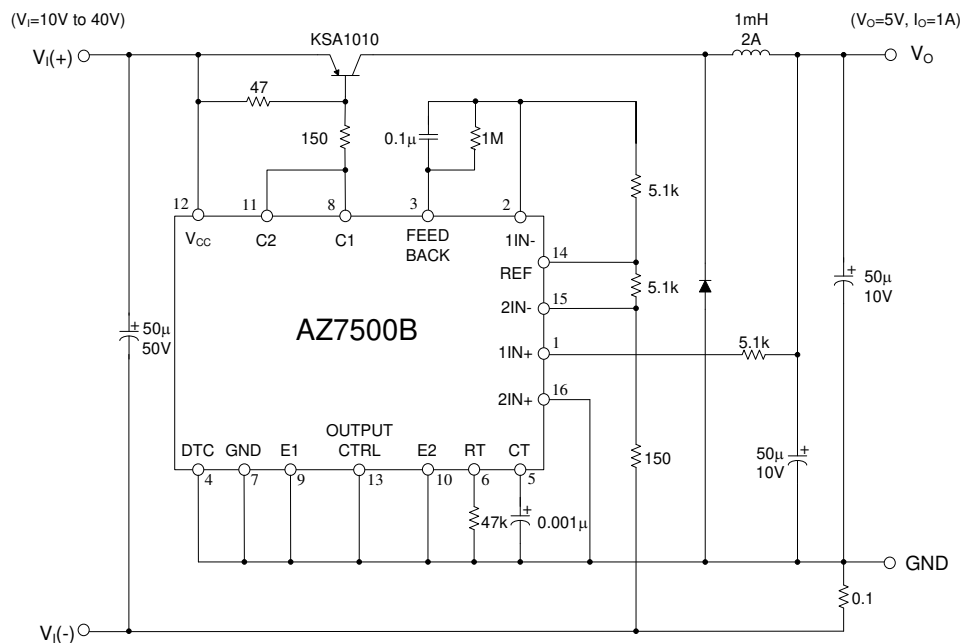 (VI=10V to 40V)
KSA1010
1mH
2A
(VO=5V, IO=1A)
VI(+)
VO
47
150
0.1µ
1M
5.1k
12
11
8
3
2
VCC
C2
C1
FEED
BACK
1IN-
14
REF
5.1k
50µ
10V
15
2IN-
AZ7500B
50µ
50V
1
1IN+
5.1k
16
2IN+
DTC
GND
E1
OUTPUT
CTRL
E2
RT
CT
150
50µ
10V
4
7
9
13
10
6
5
47k
0.001µ
GND
0.1
VI(-)